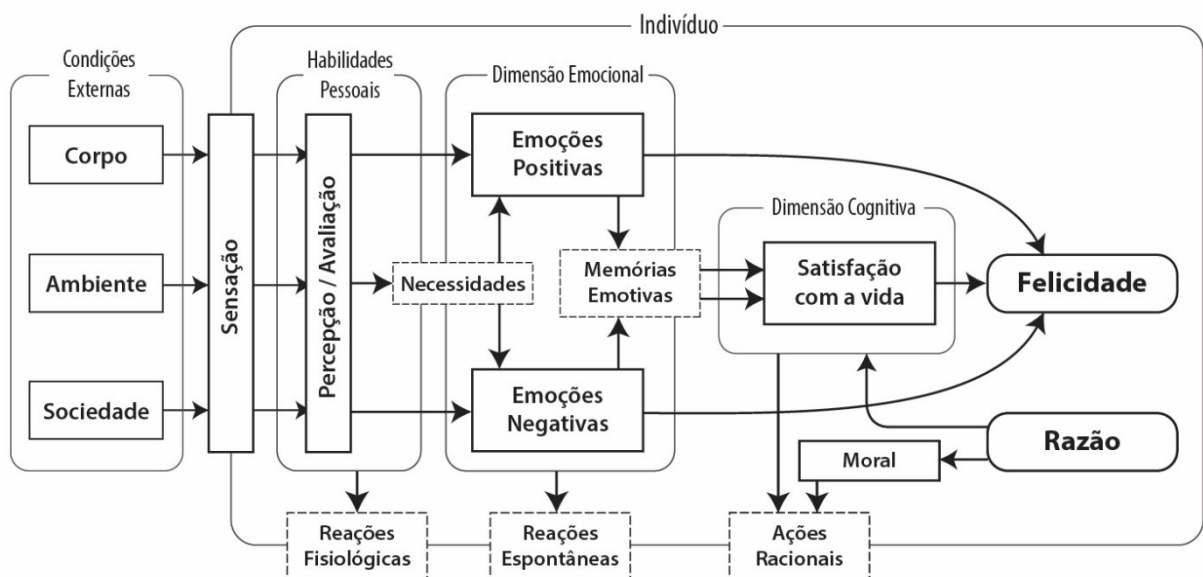 Indivíduo
Condições
Externas
Habilidades
Pessoais
Dimensão Emocional
Corpo
Ambiente
Sociedade
Sensação
Percepção / Avaliação
Necessidades
Emoções
Positivas
Memórias
Emotivas
Emoções
Negativas
Dimensão Cognitiva
Satisfação
com a vida
Felicidade
Razão
Moral
Reações
Fisiológicas
Reações
Espontâneas
Ações
Racionais